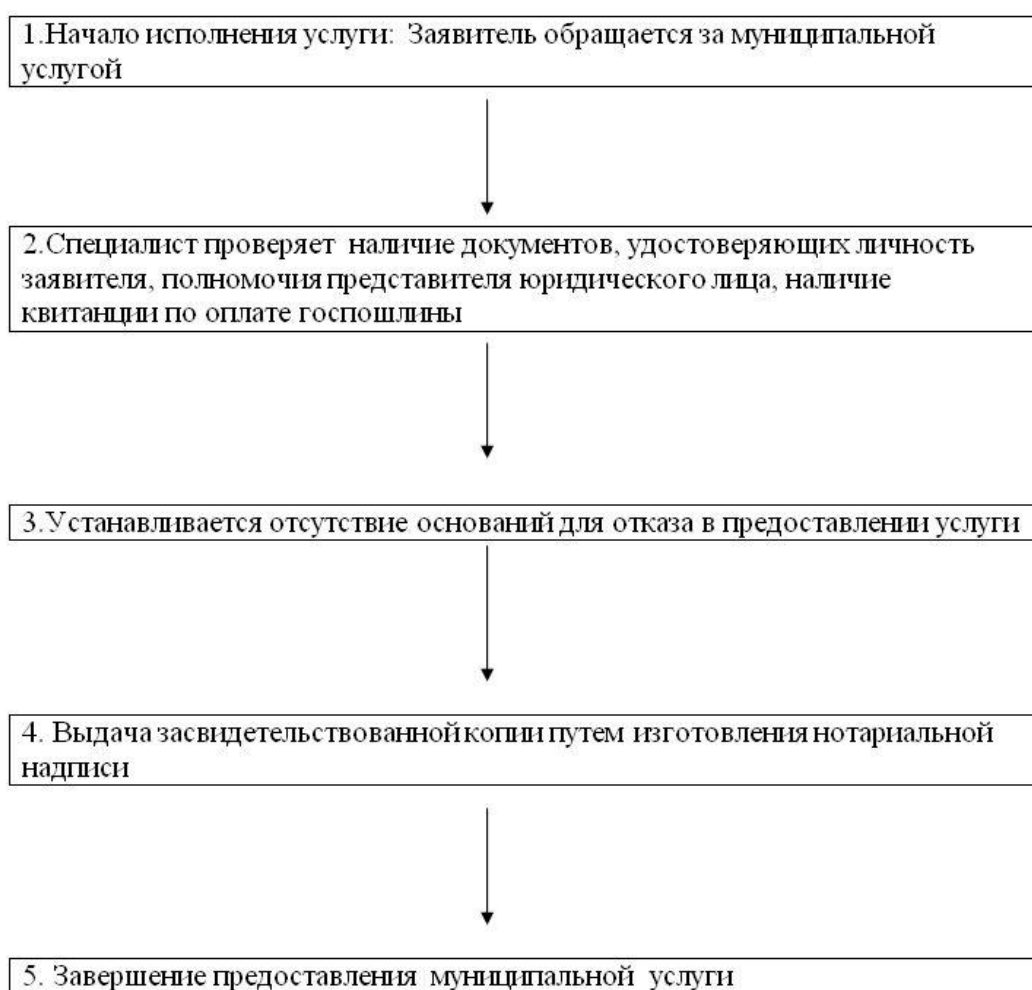 1.Начало исполнения услуги: Заявитель обращается за муниципальной
услугой
2.Специалист проверяет наличие документов, удостоверяющих личность
заявителя, полномочия представителя юридического лица, наличие
квитанции по оплате госпошлины
3.Устанавливается отсутствие оснований для отказа в предоставлении услуги
4. Выдача засвидетельствованной копии путем изготовления нотариальной
надписи
5. Завершение предоставления муниципальной услуги